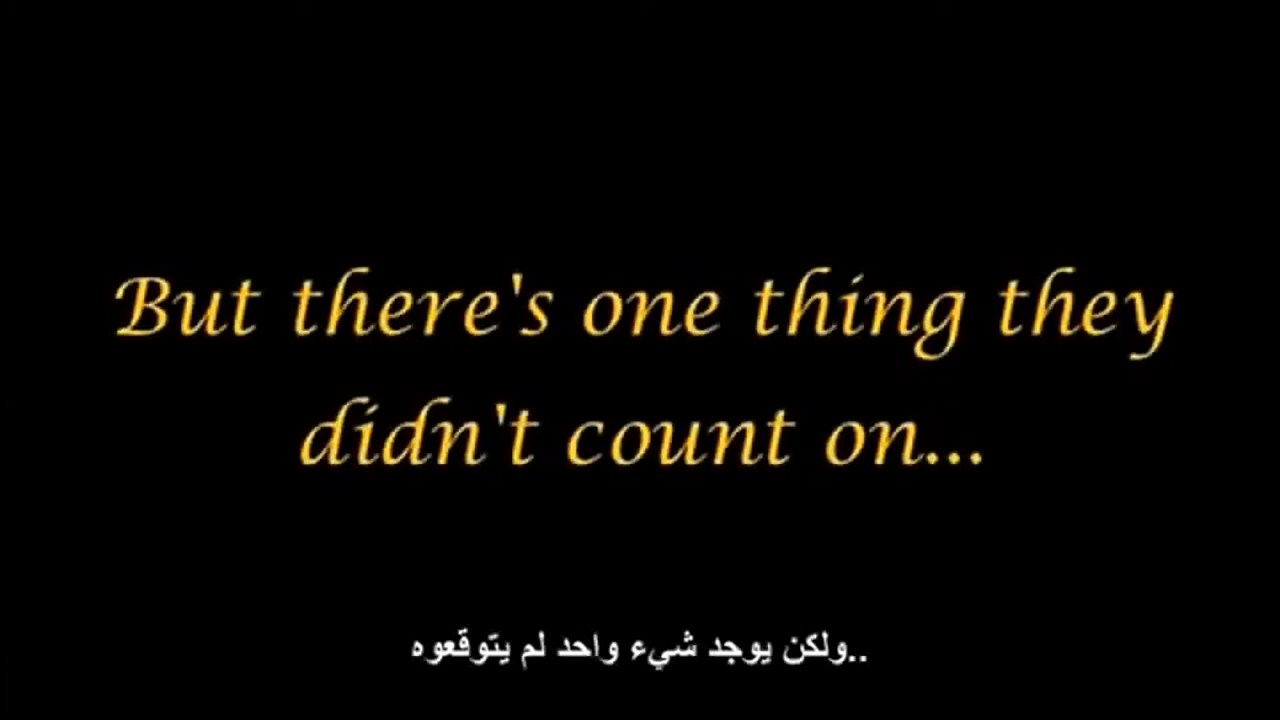 But there's one thing they
didn't count on...
ولكن يوجد شيء واحد لم يتوقعوه..